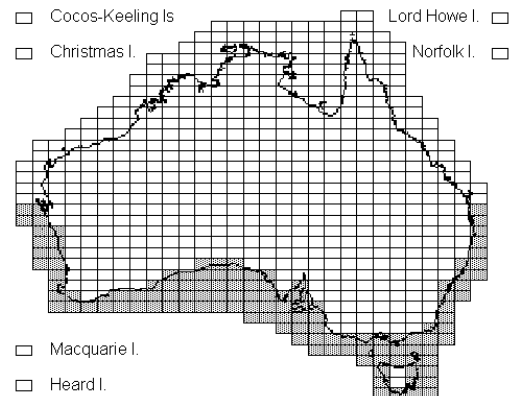 Cocos-Keeling Is
Lord Howe I.
Christmas I.
Norfolk I.
Macquarie I.
Heard I.